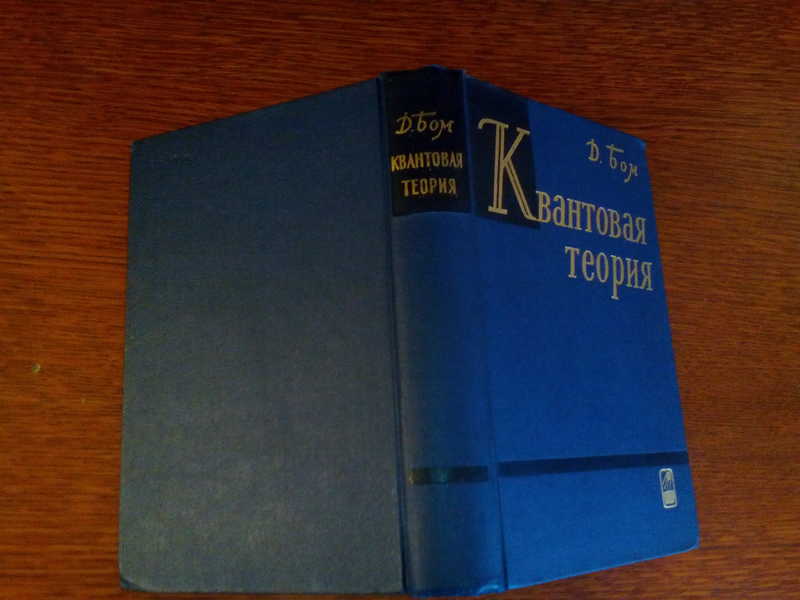 Д. Бом
КВАНТОВАЯ
ТЕОРИЯ
Д. Бом
Квантовая
теория